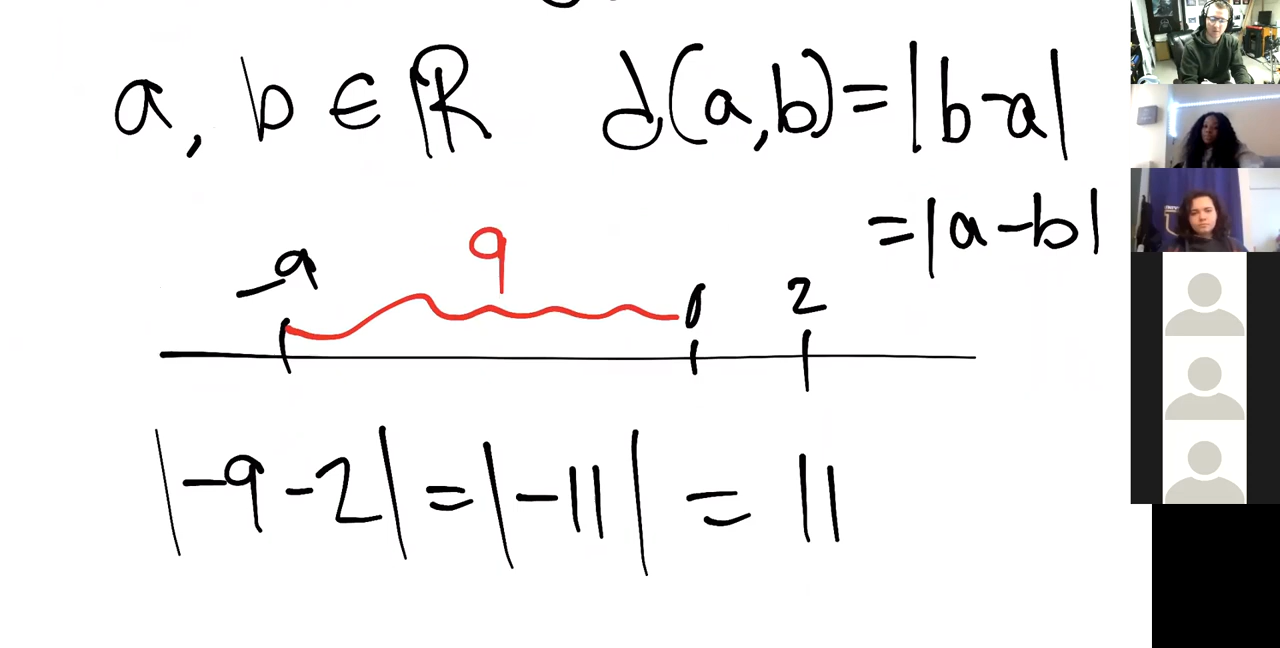 a, b ∈ ℝ d(a,b)=|b-a|
=|a-b|
9
-9 0 2
|-9-2|=|-11| = 11